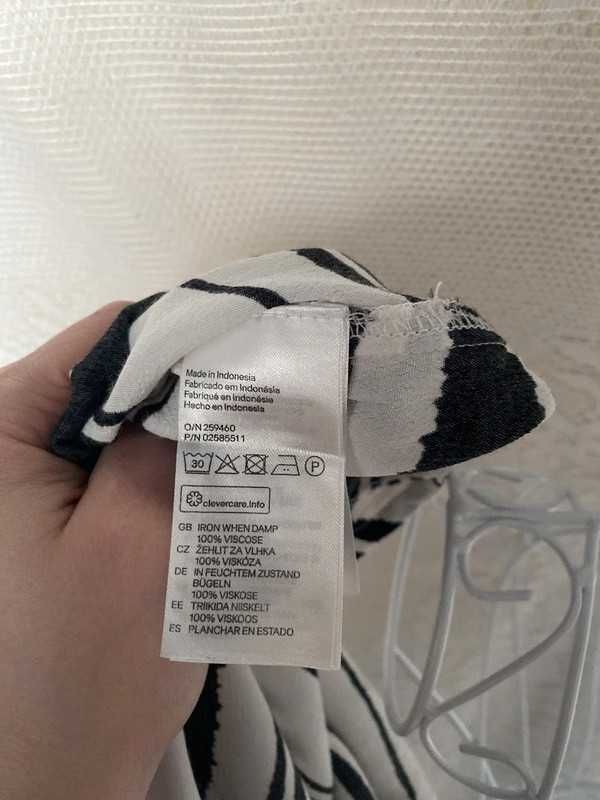 Made in Indonesia
Fabricado em Indonésia
Fabriqué en Indonésie
Hecho en Indonesia
O/N 259460
P/N 02585511
30 P
clevercare.info
GB IRON WHEN DAMP
100% VISCOSE
CZ ŽEHLIT ZA VLHKA
100% VISKÓZA
DE IN FEUCHTEM ZUSTAND
BÜGELN
100% VISKOSE
EE TRIIKIDA NIISKELT
100% VISKOOS
ES PLANCHAR EN ESTADO